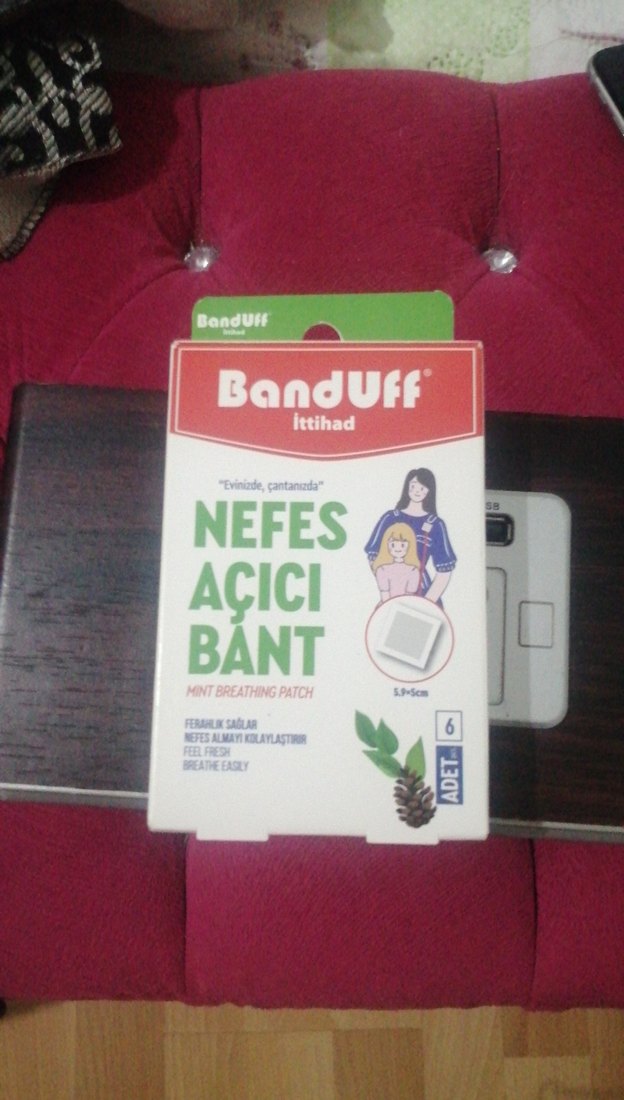 BandUff®
İttihad
BandUff®
İttihad
"Evinizde, çantanızda"
NEFES
AÇICI
BANT
MINT BREATHING PATCH
5.9×5cm
FERAHLIK SAĞLAR
NEFES ALMAYI KOLAYLAŞTIRIR
FEEL FRESH
BREATHE EASILY
6
ADET